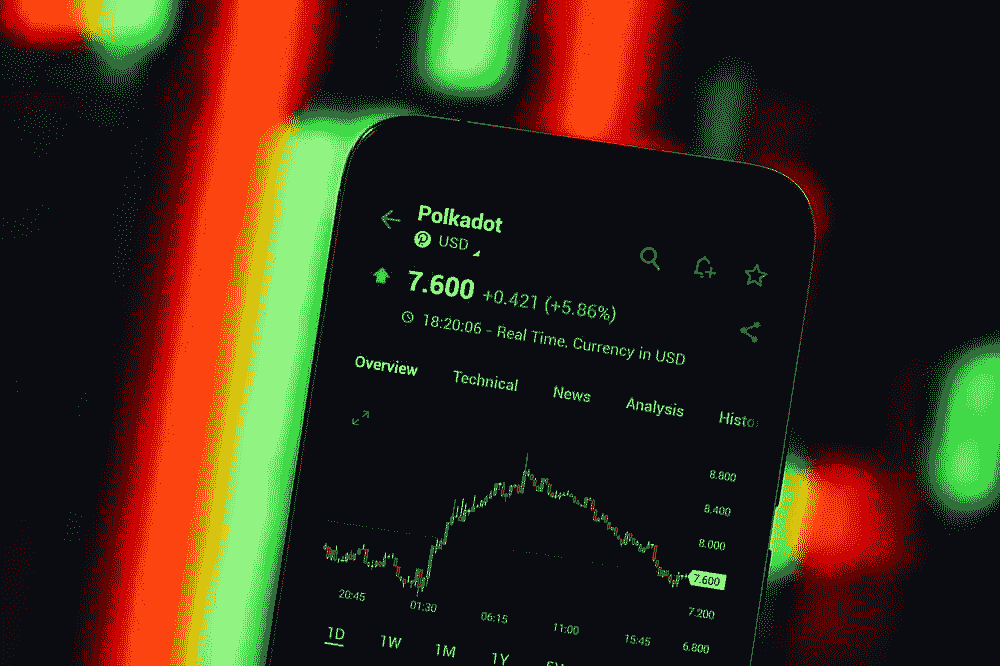 Polkadot
USD
7.600 +0.421 (+5.86%)
18:20:06 - Real Time. Currency in USD
Overview Technical News Analysis Histo
8.800
8.400
8.000
7.600
7.200
6.800
20:45 01:30 06:15 11:00 15:45
1D 1W 1M 1Y